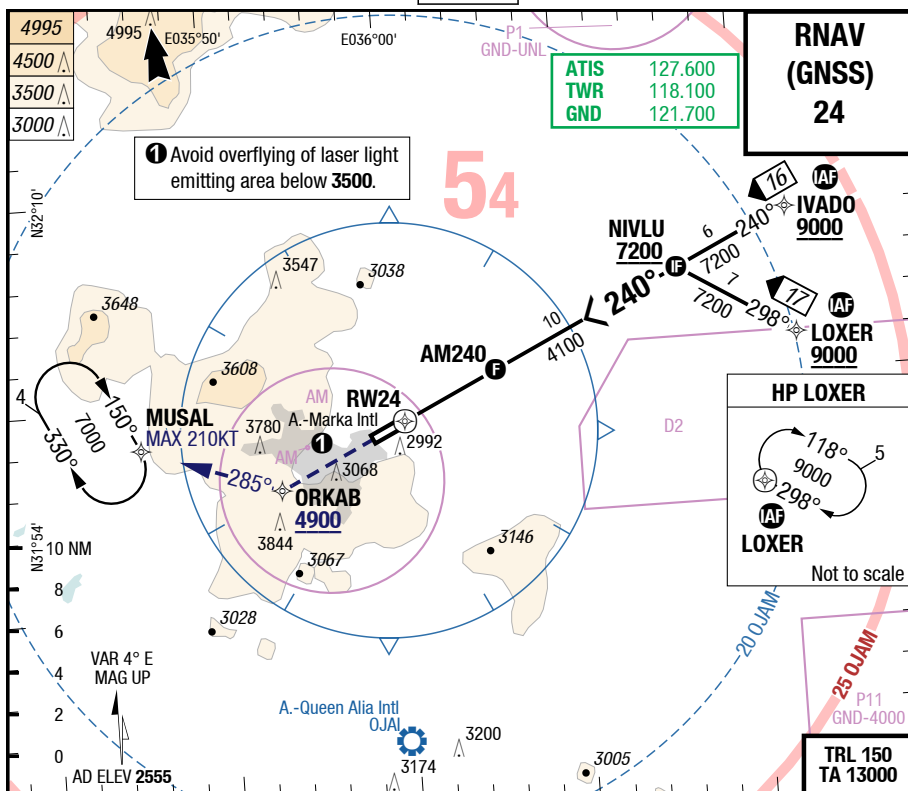 4995
4500
3500
3000
4995
E035°50'
E036°00'
P1
GND-UNL
ATIS 127.600
TWR 118.100
GND 121.700
RNAV
(GNSS)
24
1 Avoid overflying of laser light
emitting area below 3500.
54
N32°10'
16
IAF
IVADO
9000
240°
6
7200
NIVLU
7200
IF
240°
7
7200
298°
17
IAF
LOXER
9000
10
4100
3547
3038
3648
3608
AM240
F
D2
HP LOXER
118°
9000
5
298°
IAF
LOXER
Not to scale
4
150°
7000
330°
MUSAL
MAX 210KT
AM
RW24
A.-Marka Intl
3780
1
AM
2992
3068
285°
ORKAB
4900
3844
3067
3146
3028
N31°54'
10 NM
8
6
4
2
0
VAR 4° E
MAG UP
AD ELEV 2555
A.-Queen Alia Intl
OJAI
3200
3174
3005
20 OJAM
25 OJAM
P11
GND-4000
TRL 150
TA 13000